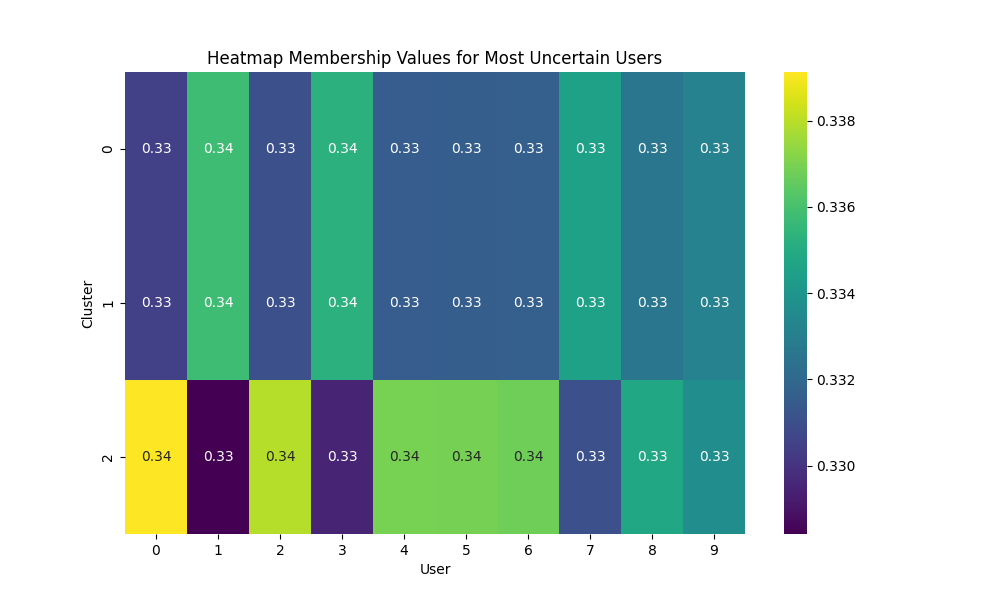 Heatmap Membership Values for Most Uncertain Users
0 0.33 0.34 0.33 0.34 0.33 0.33 0.33 0.33 0.33 0.33
1 0.33 0.34 0.33 0.34 0.33 0.33 0.33 0.33 0.33 0.33
2 0.34 0.33 0.34 0.33 0.34 0.34 0.34 0.33 0.33 0.33
Cluster
0 1 2 3 4 5 6 7 8 9
User
0.338
0.336
0.334
0.332
0.330